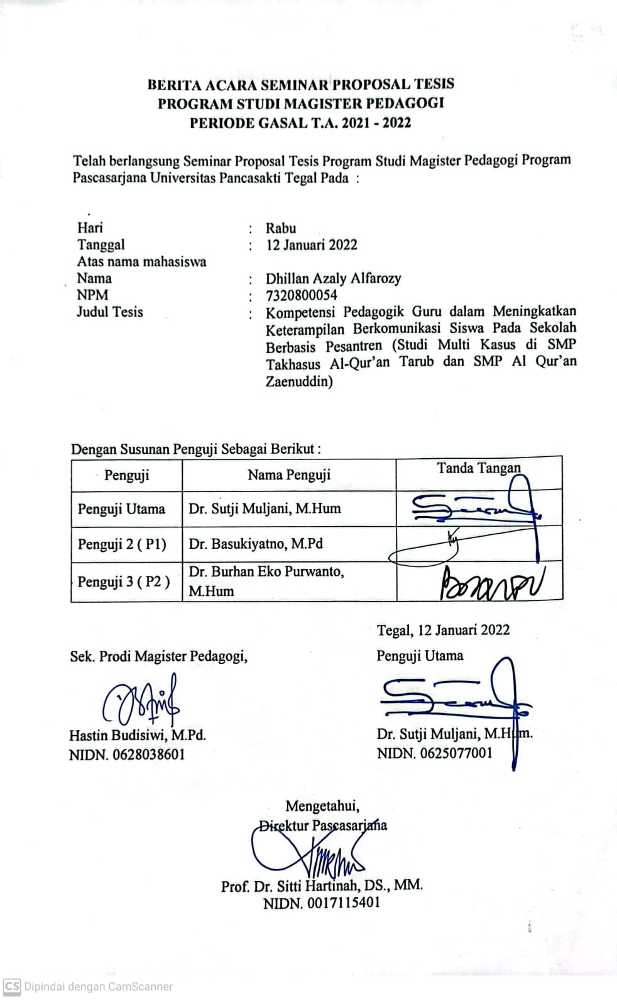 BERITA ACARA SEMINAR PROPOSAL TESIS
PROGRAM STUDI MAGISTER PEDAGOGI
PERIODE GASAL T.A. 2021 - 2022
Telah berlangsung Seminar Proposal Tesis Program Studi Magister Pedagogi Program
Pascasarjana Universitas Pancasakti Tegal Pada :
Hari : Rabu
Tanggal : 12 Januari 2022
Atas nama mahasiswa
Nama : Dhillan Azaly Alfarozy
NPM : 7320800054
Judul Tesis : Kompetensi Pedagogik Guru dalam Meningkatkan
Keterampilan Berkomunikasi Siswa Pada Sekolah
Berbasis Pesantren (Studi Multi Kasus di SMP
Takhasus Al-Qur'an Tarub dan SMP Al Qur'an
Zaenuddin)
Dengan Susunan Penguji Sebagai Berikut :
Penguji Nama Penguji Tanda Tangan
Penguji Utama Dr. Sutji Muljani, M.Hum
Penguji 2 ( P1) Dr. Basukiyatno, M.Pd
Penguji 3 ( P2 ) Dr. Burhan Eko Purwanto,
M.Hum
Tegal, 12 Januari 2022
Sek. Prodi Magister Pedagogi, Penguji Utama
Hastin Budisiwi, M.Pd. Dr. Sutji Muljani, M.Hum.
NIDN. 0628038601 NIDN. 0625077001
Mengetahui,
Direktur Pascasarjana
Prof. Dr. Sitti Hartinah, DS., MM.
NIDN. 0017115401
CS Dipindai dengan CamScanner